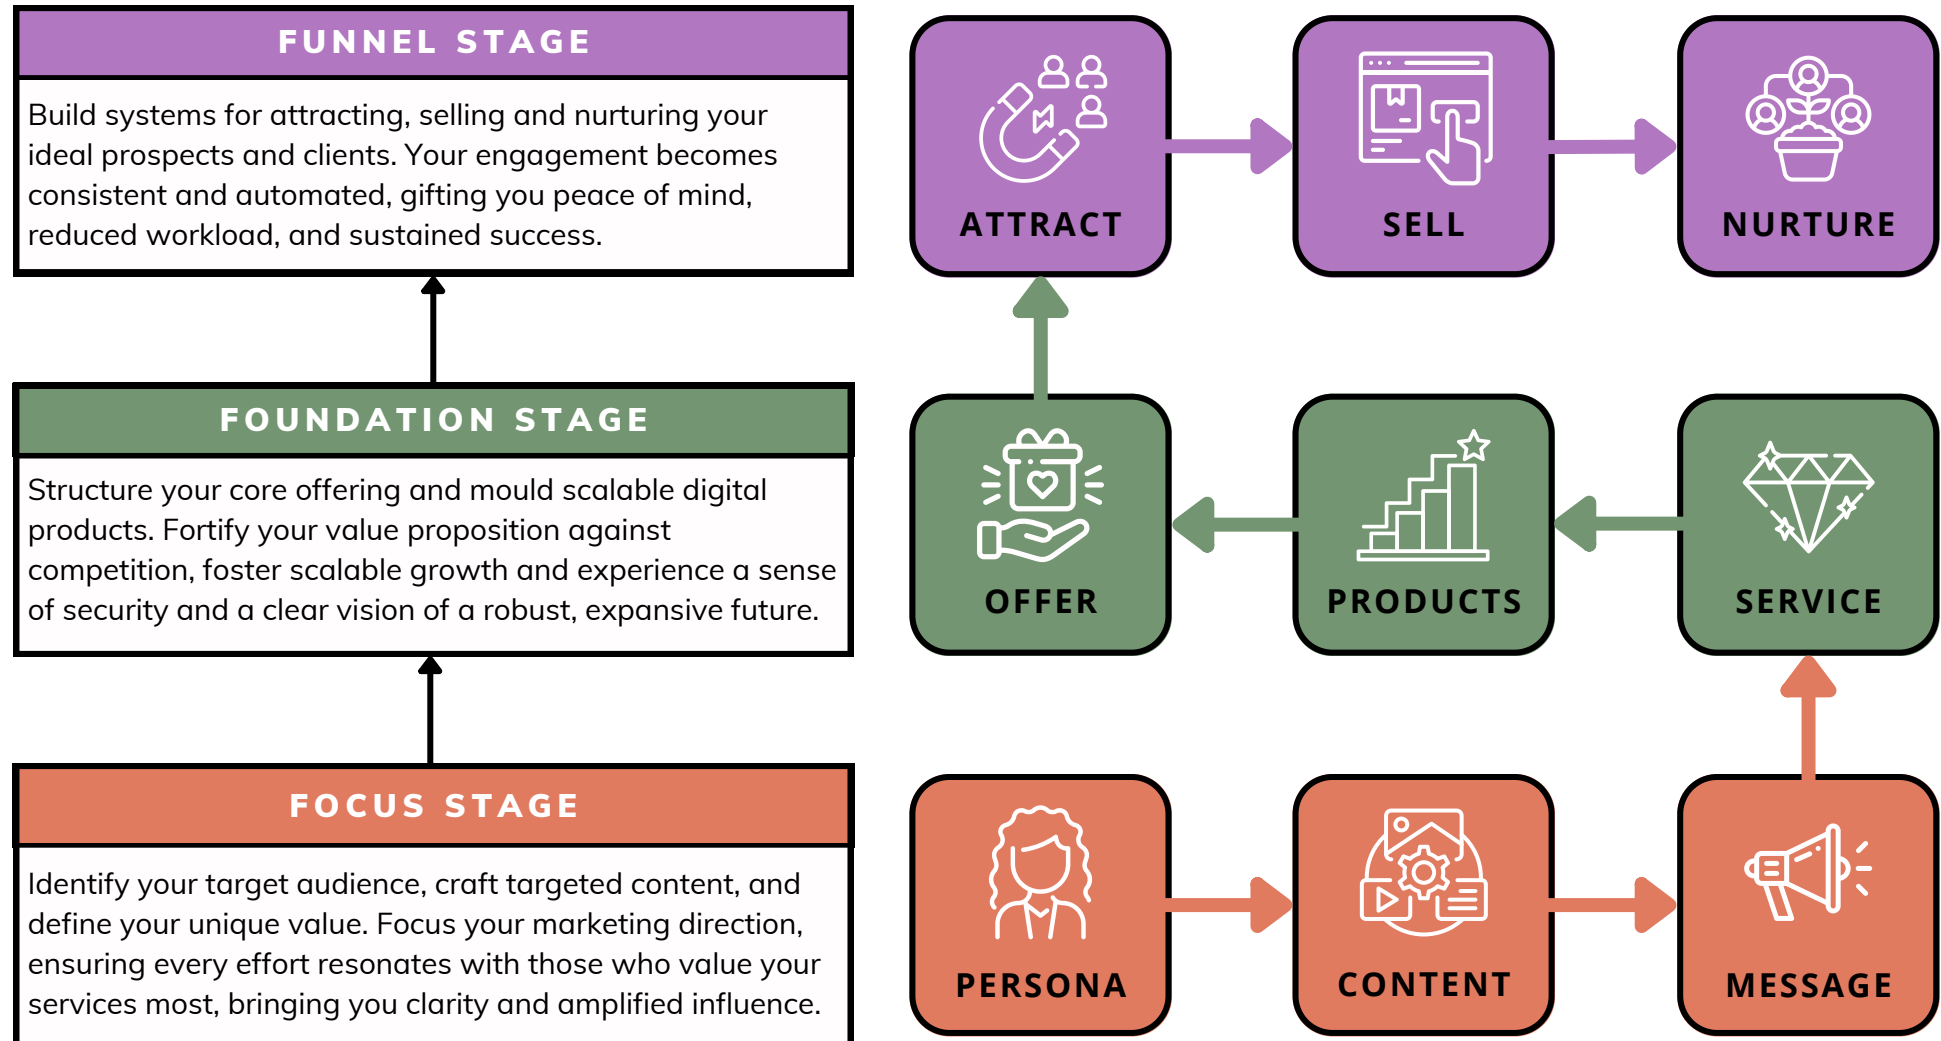 FUNNEL STAGE
Build systems for attracting, selling and nurturing your
ideal prospects and clients. Your engagement becomes
consistent and automated, gifting you peace of mind,
reduced workload, and sustained success.
ATTRACT
SELL
NURTURE
FOUNDATION STAGE
Structure your core offering and mould scalable digital
products. Fortify your value proposition against
competition, foster scalable growth and experience a sense
of security and a clear vision of a robust, expansive future.
OFFER
PRODUCTS
SERVICE
FOCUS STAGE
Identify your target audience, craft targeted content, and
define your unique value. Focus your marketing direction,
ensuring every effort resonates with those who value your
services most, bringing you clarity and amplified influence.
PERSONA
CONTENT
MESSAGE